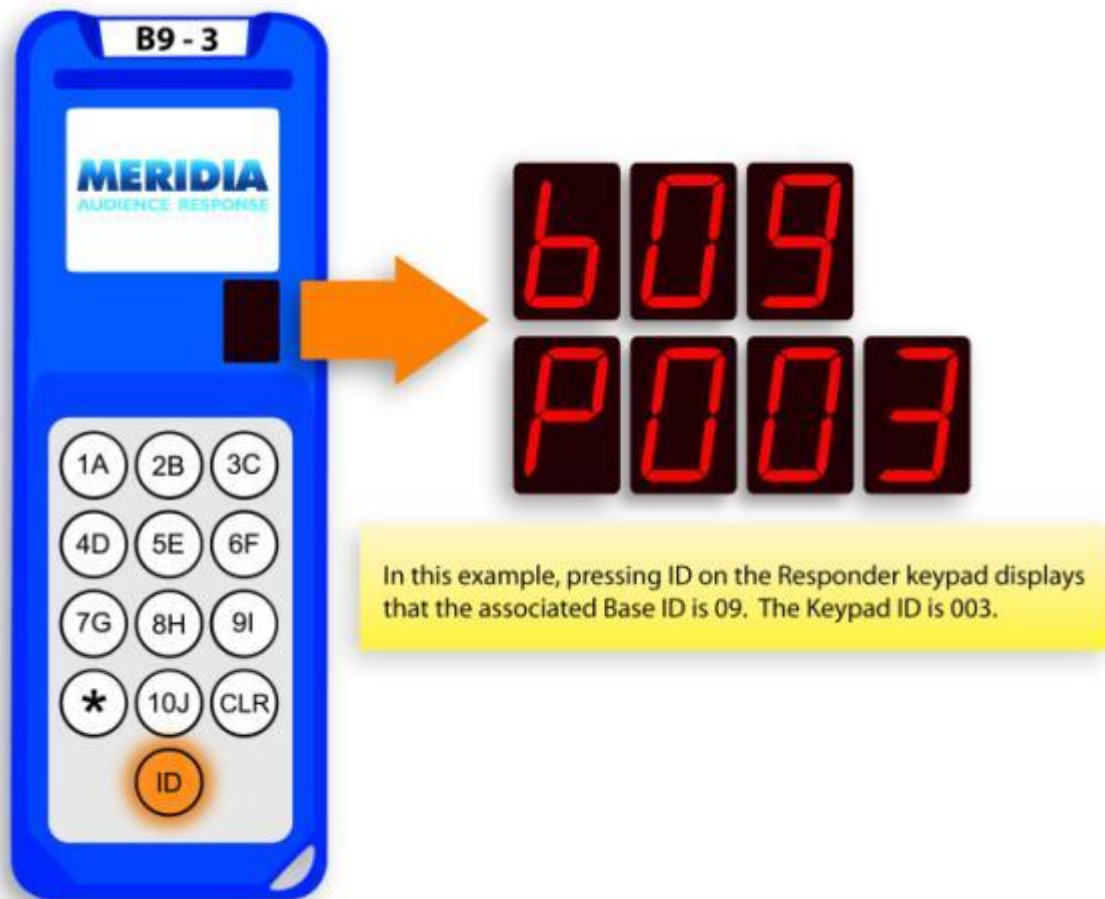 B9 - 3
MERIDIA
AUDIENCE RESPONSE
b09
P003
1A 2B 3C
4D 5E 6F
7G 8H 9I
* 10J CLR
ID
In this example, pressing ID on the Responder keypad displays
that the associated Base ID is 09. The Keypad ID is 003.